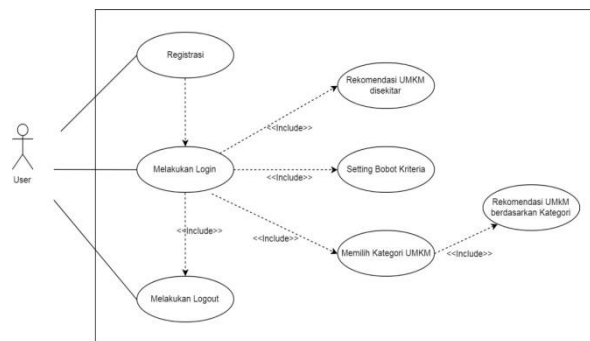 Registrasi
Rekomendasi UMKM
disekitar
<<Include>>
User
Melakukan Login
<<Include>>
Setting Bobot Kriteria
Rekomendasi UMkM
berdasarkan Kategori
<<Include>>
<<Include>>
Memilih Kategori UMKM
<<Include>>
Melakukan Logout